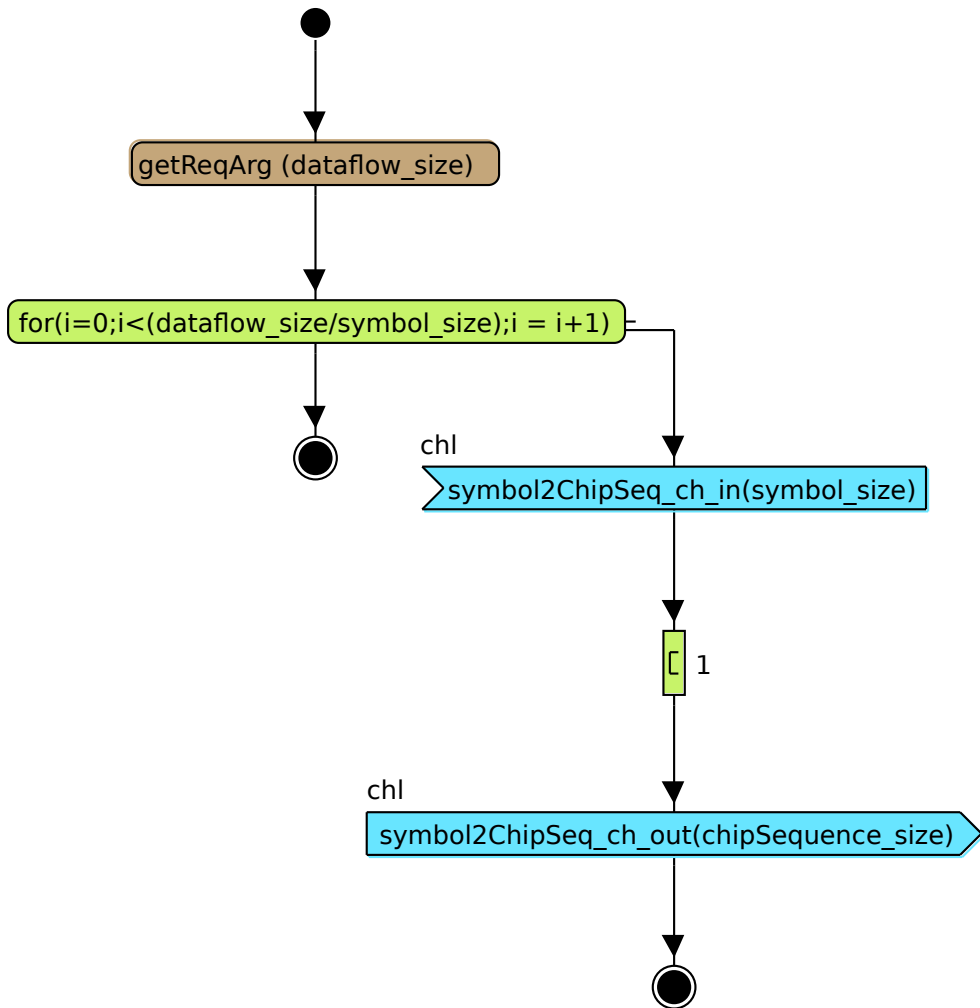 getReqArg (dataflow_size)
for(i=0;i<(dataflow_size/symbol_size);i = i+1)
chl
symbol2ChipSeq_ch_in(symbol_size)
1
chl
symbol2ChipSeq_ch_out(chipSequence_size)